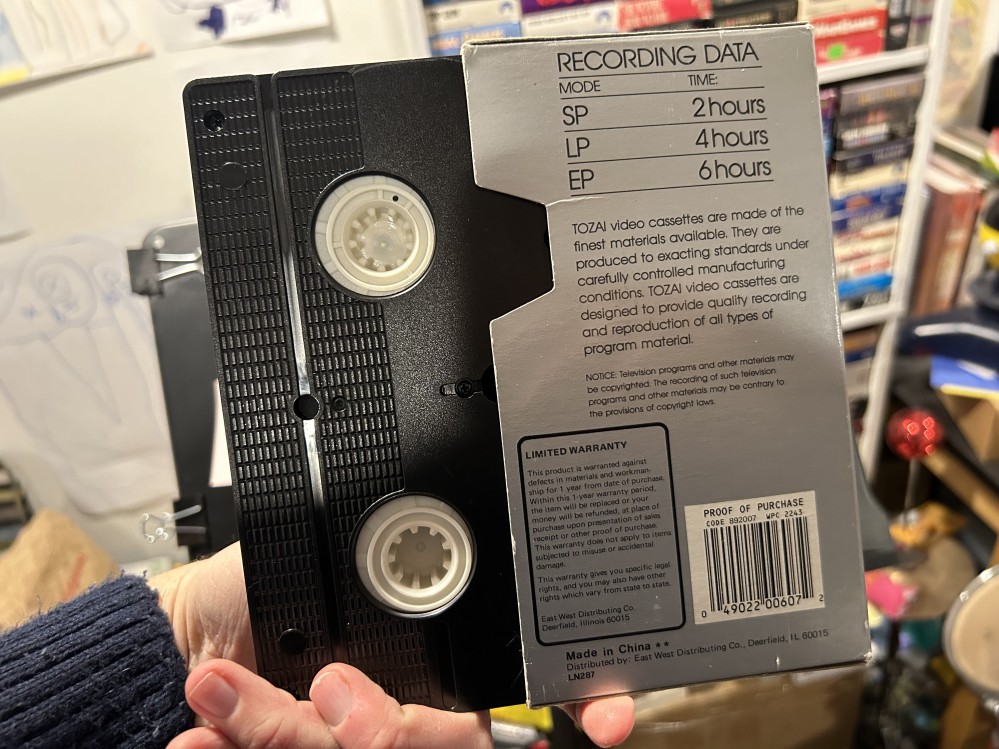 RECORDING DATA
MODE TIME:
SP 2 hours
LP 4 hours
EP 6 hours
TOZAI video cassettes are made of the
finest materials available. They are
produced to exacting standards under
carefully controlled manufacturing
conditions. TOZAI video cassettes are
designed to provide quality recording
and reproduction of all types of
program material.
NOTICE: Television programs and other materials may
be copyrighted. The recording of such television
programs and other materials may be contrary to
the provisions of copyright laws.
LIMITED WARRANTY
This product is warranted against
defects in materials and workman-
ship for 1 year from date of purchase.
Within this 1-year warranty period,
the item will be replaced or your
money will be refunded, at place of
purchase upon presentation of sales
receipt or other proof of purchase.
This warranty does not apply to items
subjected to misuse or accidental
damage.
This warranty gives you specific legal
rights, and you may also have other
rights which vary from state to state.
East West Distributing Co.
Deerfield, Illinois 60015
PROOF OF PURCHASE
CODE 892007 WPC 2243
0 49022 00607 2
Made in China **
Distributed by: East West Distributing Co., Deerfield, IL 60015
LN287